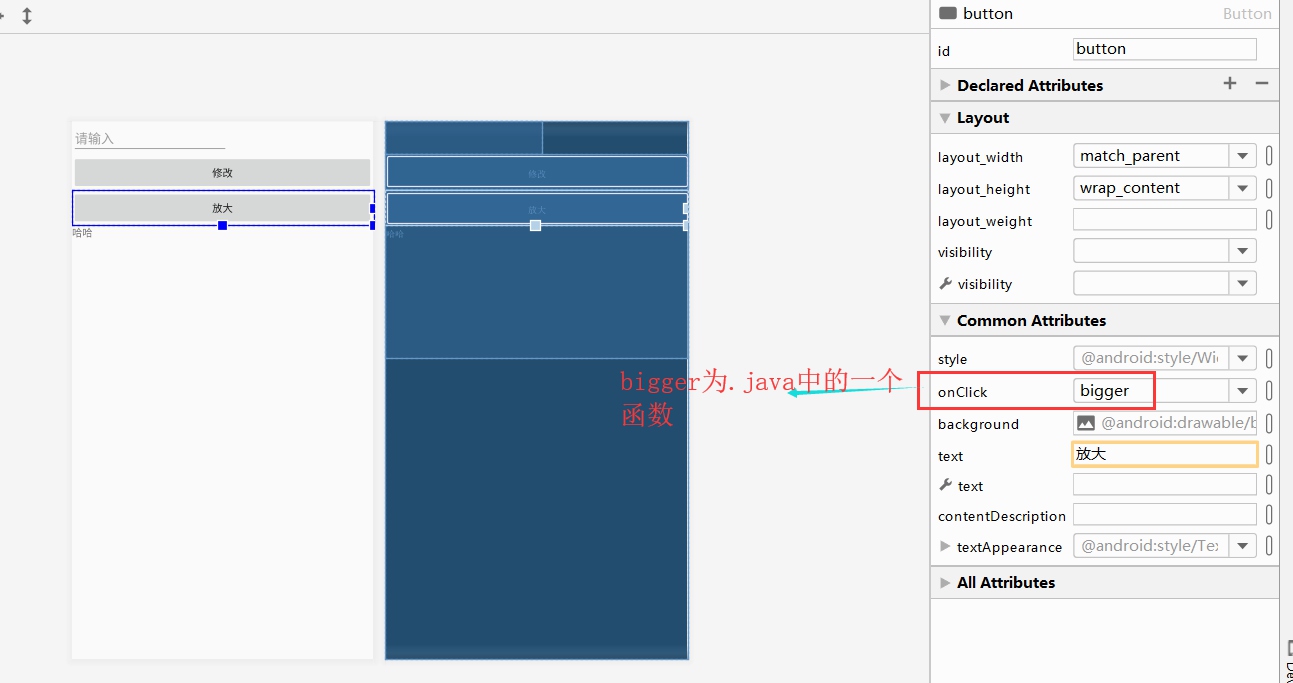 button Button
id button
Declared Attributes
Layout
layout_width match_parent
layout_height wrap_content
layout_weight
visibility
visibility
Common Attributes
style @android:style/Wi
onClick bigger
background @android:drawable/b
text 放大
text
contentDescription
textAppearance @android:style/Te
All Attributes
请输入
修改
放大
哈哈
修改
放大
哈哈
bigger为.java中的一个
函数